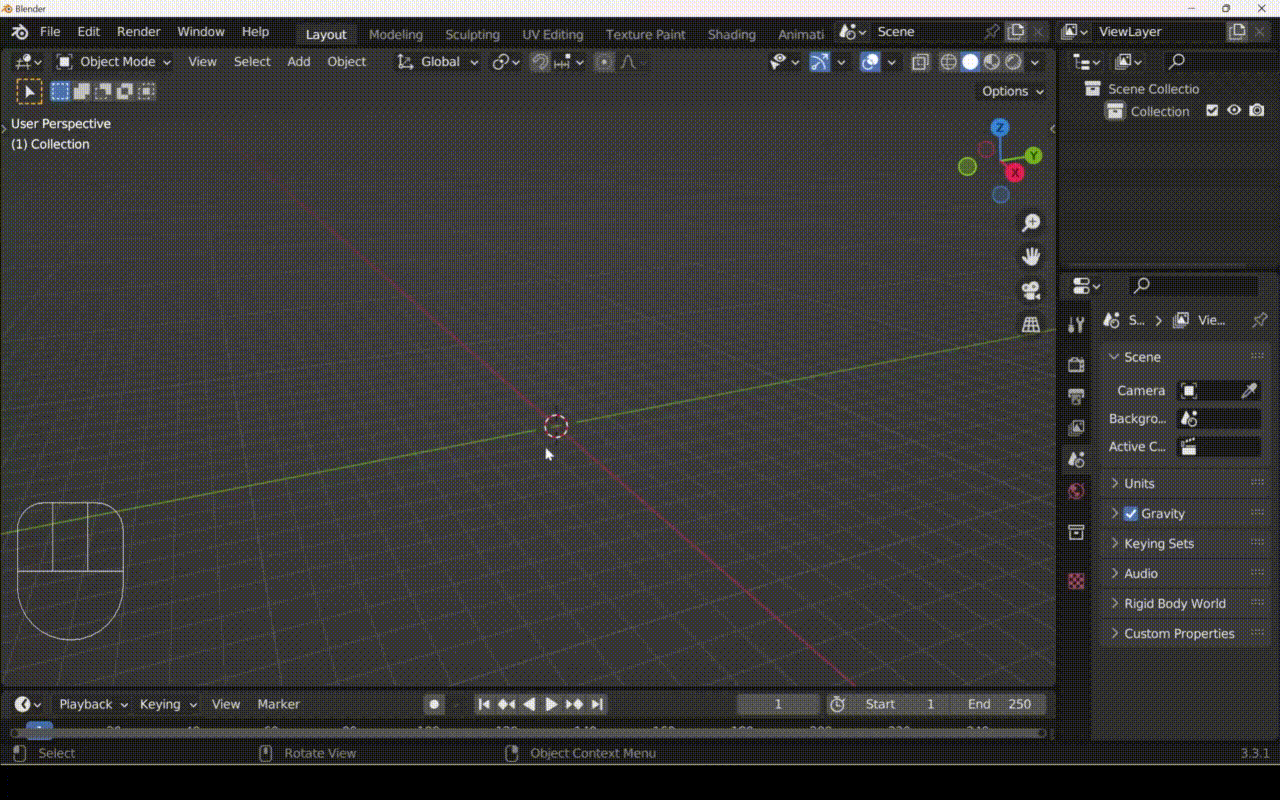 Blender
File Edit Render Window Help Layout Modeling Sculpting UV Editing Texture Paint Shading Animati Scene ViewLayer
Object Mode View Select Add Object Global
Options
User Perspective
(1) Collection
Z
Y
X
Scene Collectio
Collection
S... Vie...
Scene
Camera
Backgro...
Active C...
Units
Gravity
Keying Sets
Audio
Rigid Body World
Custom Properties
Playback Keying View Marker 1 Start 1 End 250
Select Rotate View Object Context Menu 3.3.1